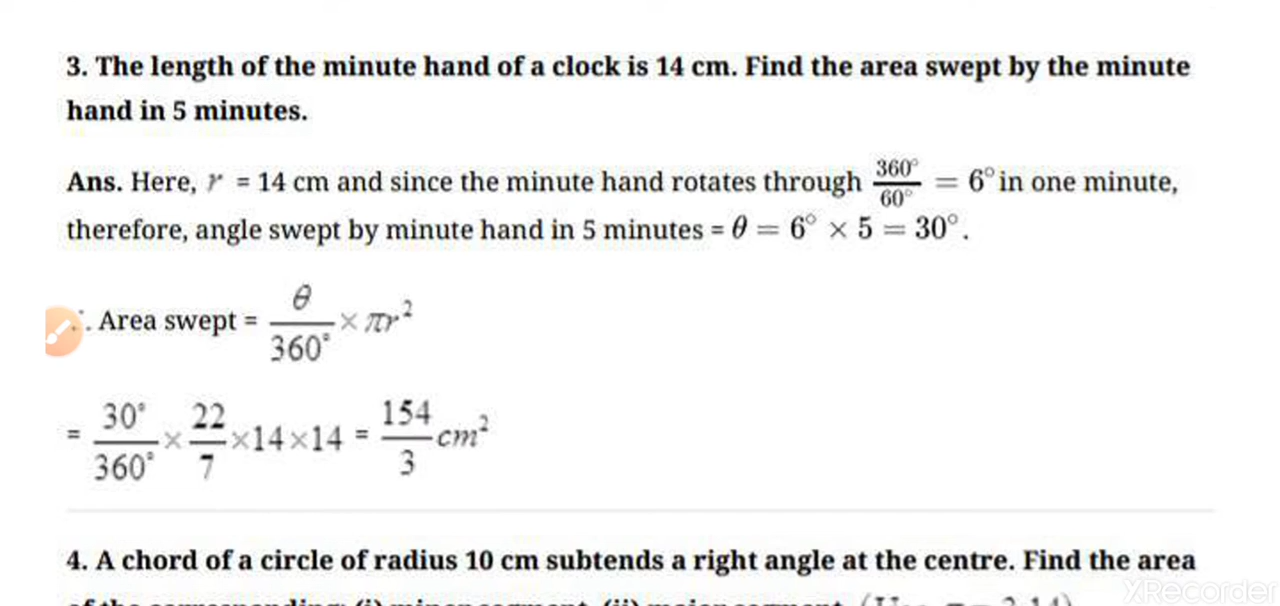 3. The length of the minute hand of a clock is 14 cm. Find the area swept by the minute
hand in 5 minutes.
Ans. Here, r = 14 cm and since the minute hand rotates through 360°/60° = 6° in one minute,
therefore, angle swept by minute hand in 5 minutes = θ = 6° × 5 = 30°.
∴ Area swept = θ/360° × πr²
= 30°/360° × 22/7 × 14 × 14 = 154/3 cm²
4. A chord of a circle of radius 10 cm subtends a right angle at the centre. Find the area
XRecorder